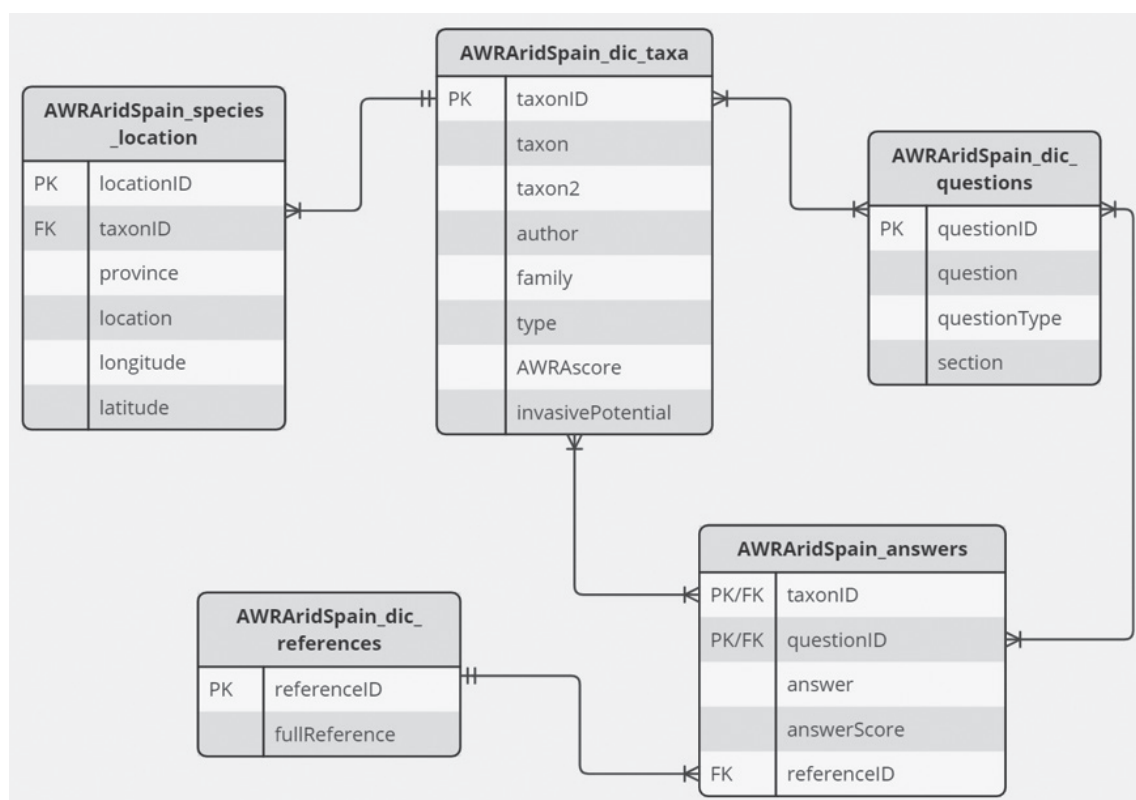 AWRAridSpain_species
_location
PK locationID
FK taxonID
province
location
longitude
latitude
AWRAridSpain_dic_taxa
PK taxonID
taxon
taxon2
author
family
type
AWRAscore
invasivePotential
AWRAridSpain_dic_
questions
PK questionID
question
questionType
section
AWRAridSpain_dic_
references
PK referenceID
fullReference
AWRAridSpain_answers
PK/FK taxonID
PK/FK questionID
answer
answerScore
FK referenceID